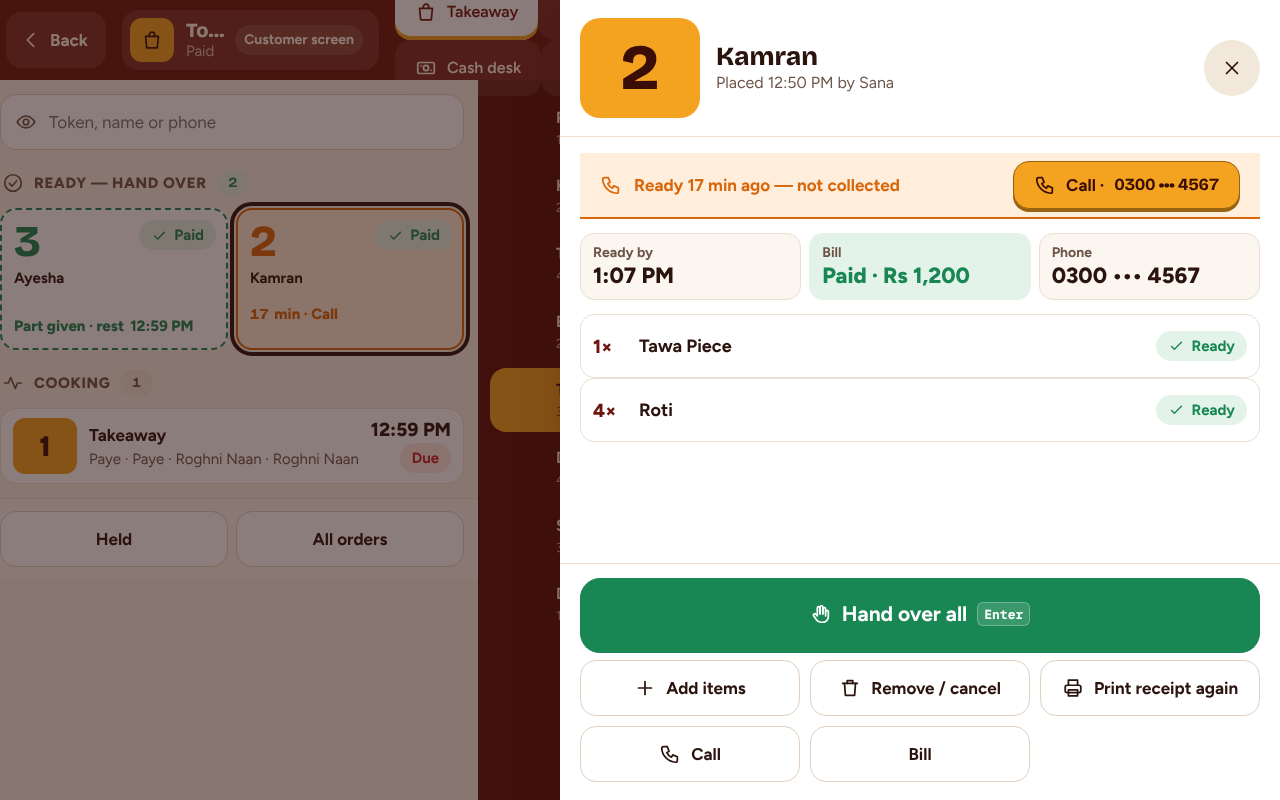 Back
To...
Paid
Customer screen
Takeaway
Cash desk
Token, name or phone
READY — HAND OVER 2
3
Paid
Ayesha
Part given · rest 12:59 PM
2
Paid
Kamran
17 min · Call
COOKING 1
1
Takeaway
12:59 PM
Paye · Paye · Roghni Naan · Roghni Naan
Due
Held
All orders
2
Kamran
Placed 12:50 PM by Sana
Ready 17 min ago — not collected
Call · 0300 ••• 4567
Ready by
1:07 PM
Bill
Paid · Rs 1,200
Phone
0300 ••• 4567
1× Tawa Piece Ready
4× Roti Ready
Hand over all Enter
Add items
Remove / cancel
Print receipt again
Call
Bill